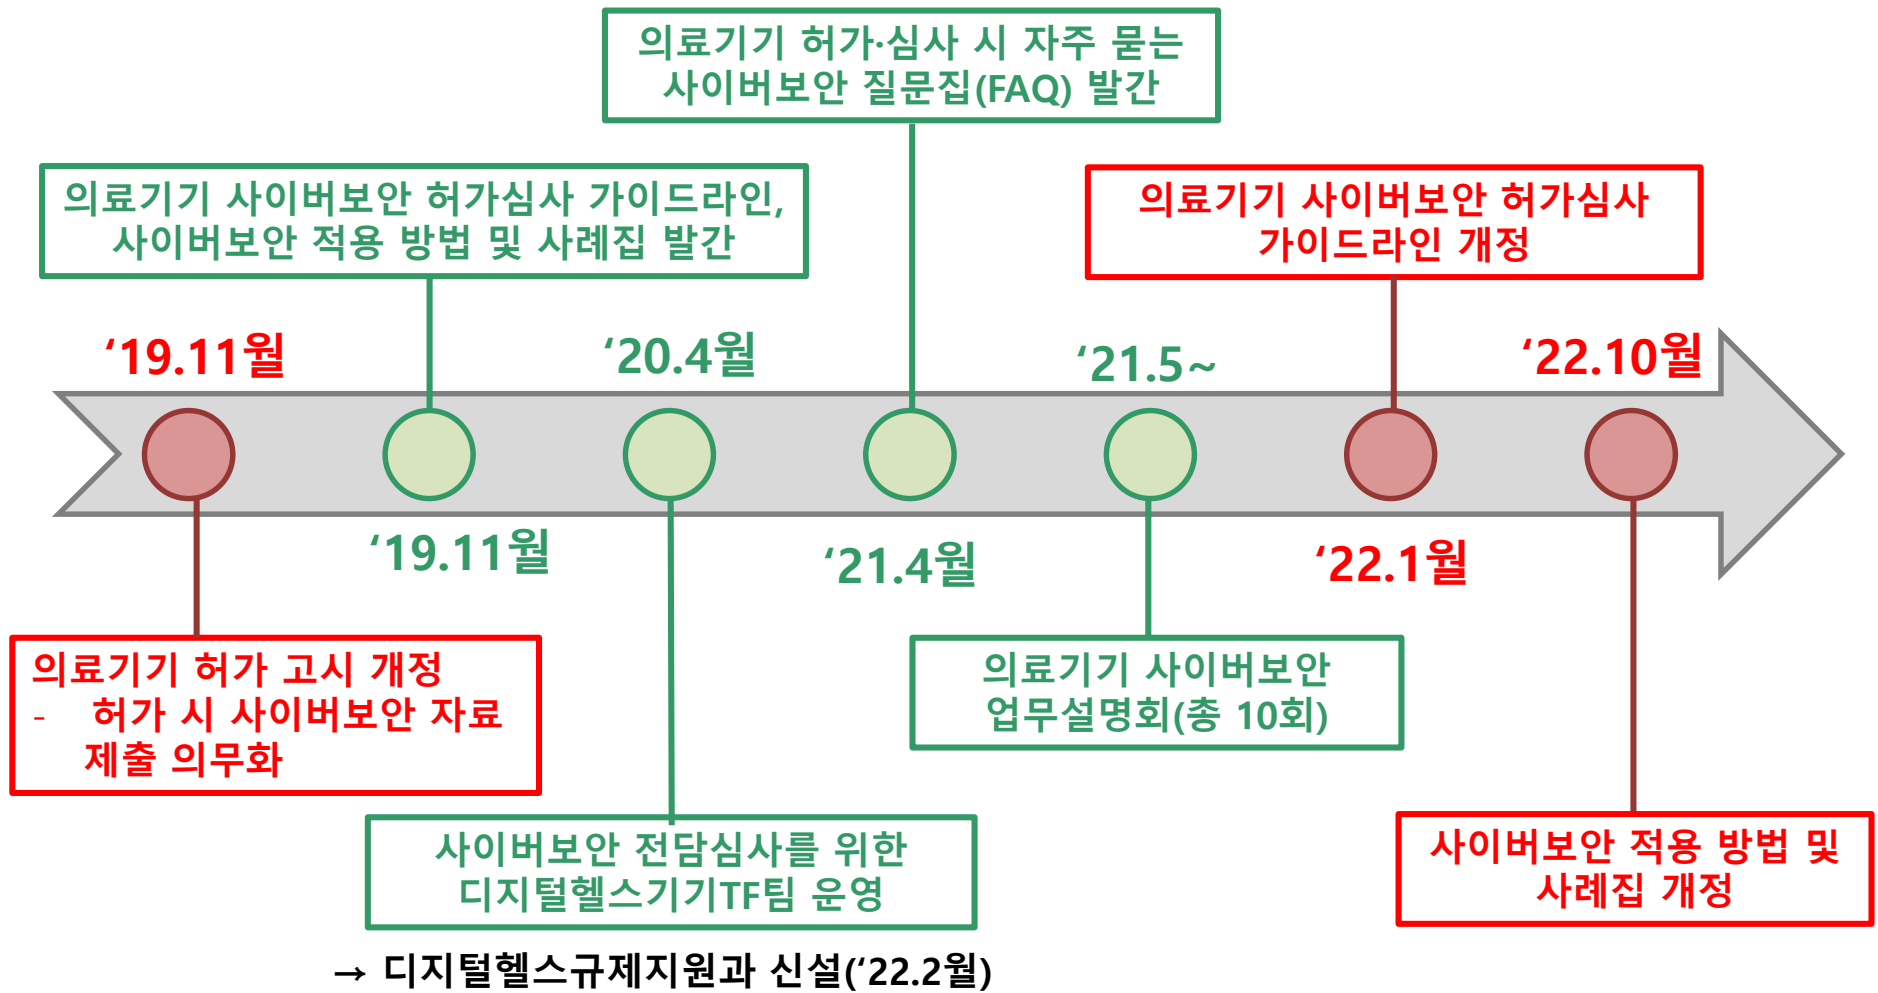 의료기기 허가·심사 시 자주 묻는
사이버보안 질문집(FAQ) 발간
의료기기 사이버보안 허가심사 가이드라인,
사이버보안 적용 방법 및 사례집 발간
의료기기 사이버보안 허가심사
가이드라인 개정
‘19.11월
‘20.4월
‘21.5~
‘22.10월
‘19.11월
‘21.4월
‘22.1월
의료기기 허가 고시 개정
- 허가 시 사이버보안 자료
제출 의무화
의료기기 사이버보안
업무설명회(총 10회)
사이버보안 전담심사를 위한
디지털헬스기기TF팀 운영
사이버보안 적용 방법 및
사례집 개정
→ 디지털헬스규제지원과 신설(‘22.2월)